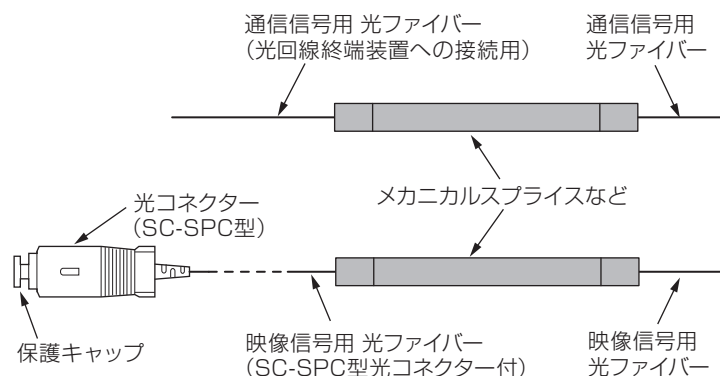 通信信号用 光ファイバー
（光回線終端装置への接続用）
通信信号用
光ファイバー
メカニカルスプライスなど
光コネクター
（SC-SPC型）
保護キャップ
映像信号用 光ファイバー
（SC-SPC型光コネクター付）
映像信号用
光ファイバー